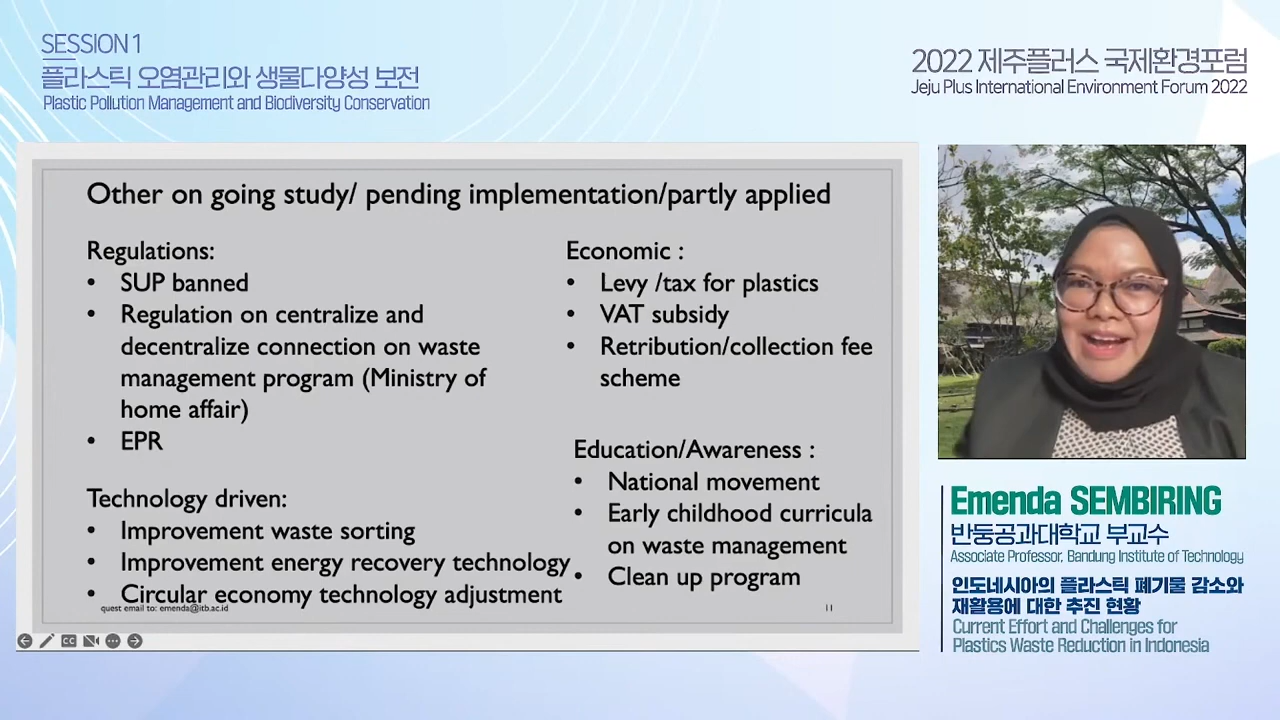 SESSION 1
플라스틱 오염관리와 생물다양성 보전
Plastic Pollution Management and Biodiversity Conservation
2022 제주플러스 국제환경포럼
Jeju Plus International Environment Forum 2022
Other on going study/ pending implementation/partly applied
Regulations:
• SUP banned
• Regulation on centralize and
decentralize connection on waste
management program (Ministry of
home affair)
• EPR
Technology driven:
• Improvement waste sorting
• Improvement energy recovery technology
• Circular economy technology adjustment
Economic :
• Levy /tax for plastics
• VAT subsidy
• Retribution/collection fee
scheme
Education/Awareness :
• National movement
• Early childhood curricula
on waste management
• Clean up program
quest email to: emenda@itb.ac.id
11
CC
Emenda SEMBIRING
반둥공과대학교 부교수
Associate Professor, Bandung Institute of Technology
인도네시아의 플라스틱 폐기물 감소와
재활용에 대한 추진 현황
Current Effort and Challenges for
Plastics Waste Reduction in Indonesia